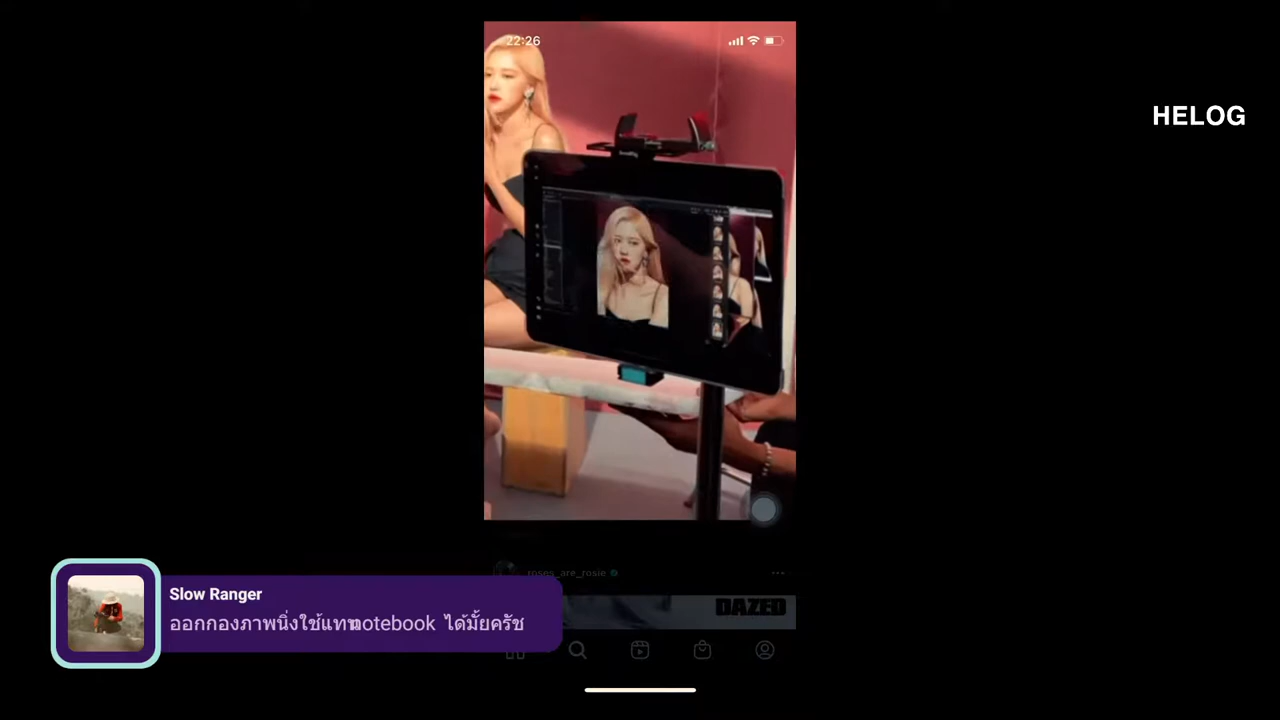 22:26
HELOG
roses_are_rosie
DAZED
Slow Ranger
ออกกองภาพนิ่งใช้แทนnotebook ได้มั้ยครัช